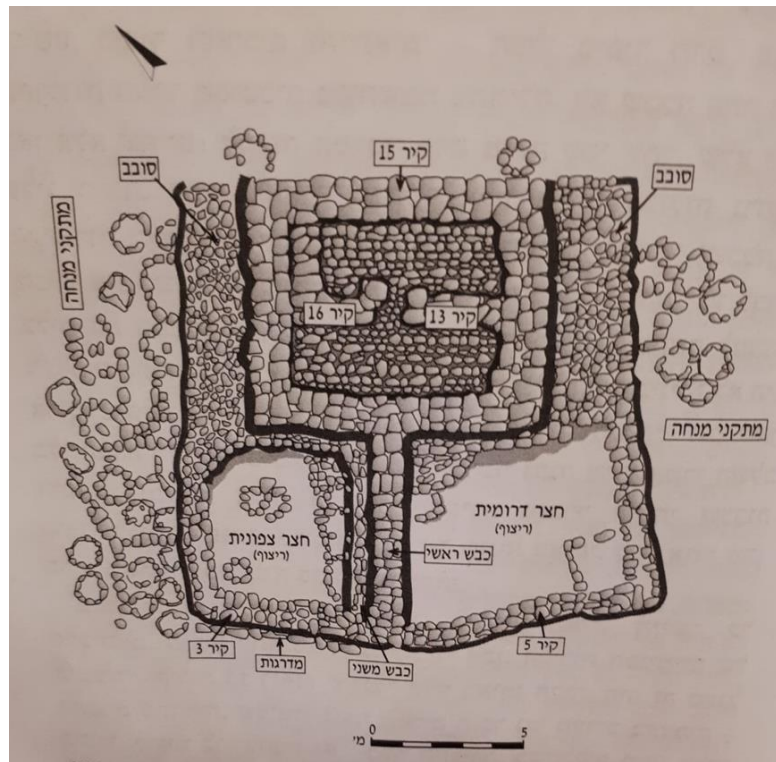 קיר 15
סובב
סובב
מתקני מנחה
קיר 16
קיר 13
מתקני מנחה
חצר דרומית
(ריצוף)
חצר צפונית
(ריצוף)
כבש ראשי
קיר 3
מדרגות
כבש משני
קיר 5
0
5
מ'